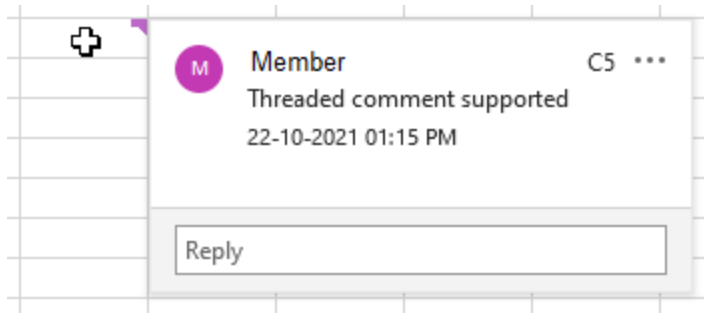 M
Member
C5 •••
Threaded comment supported
22-10-2021 01:15 PM
Reply